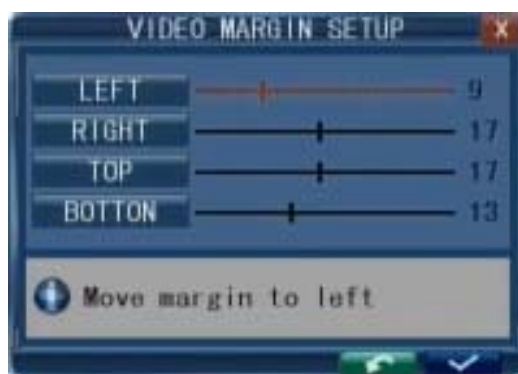 VIDEO MARGIN SETUP X
LEFT 9
RIGHT 17
TOP 17
BOTTON 13
Move margin to left